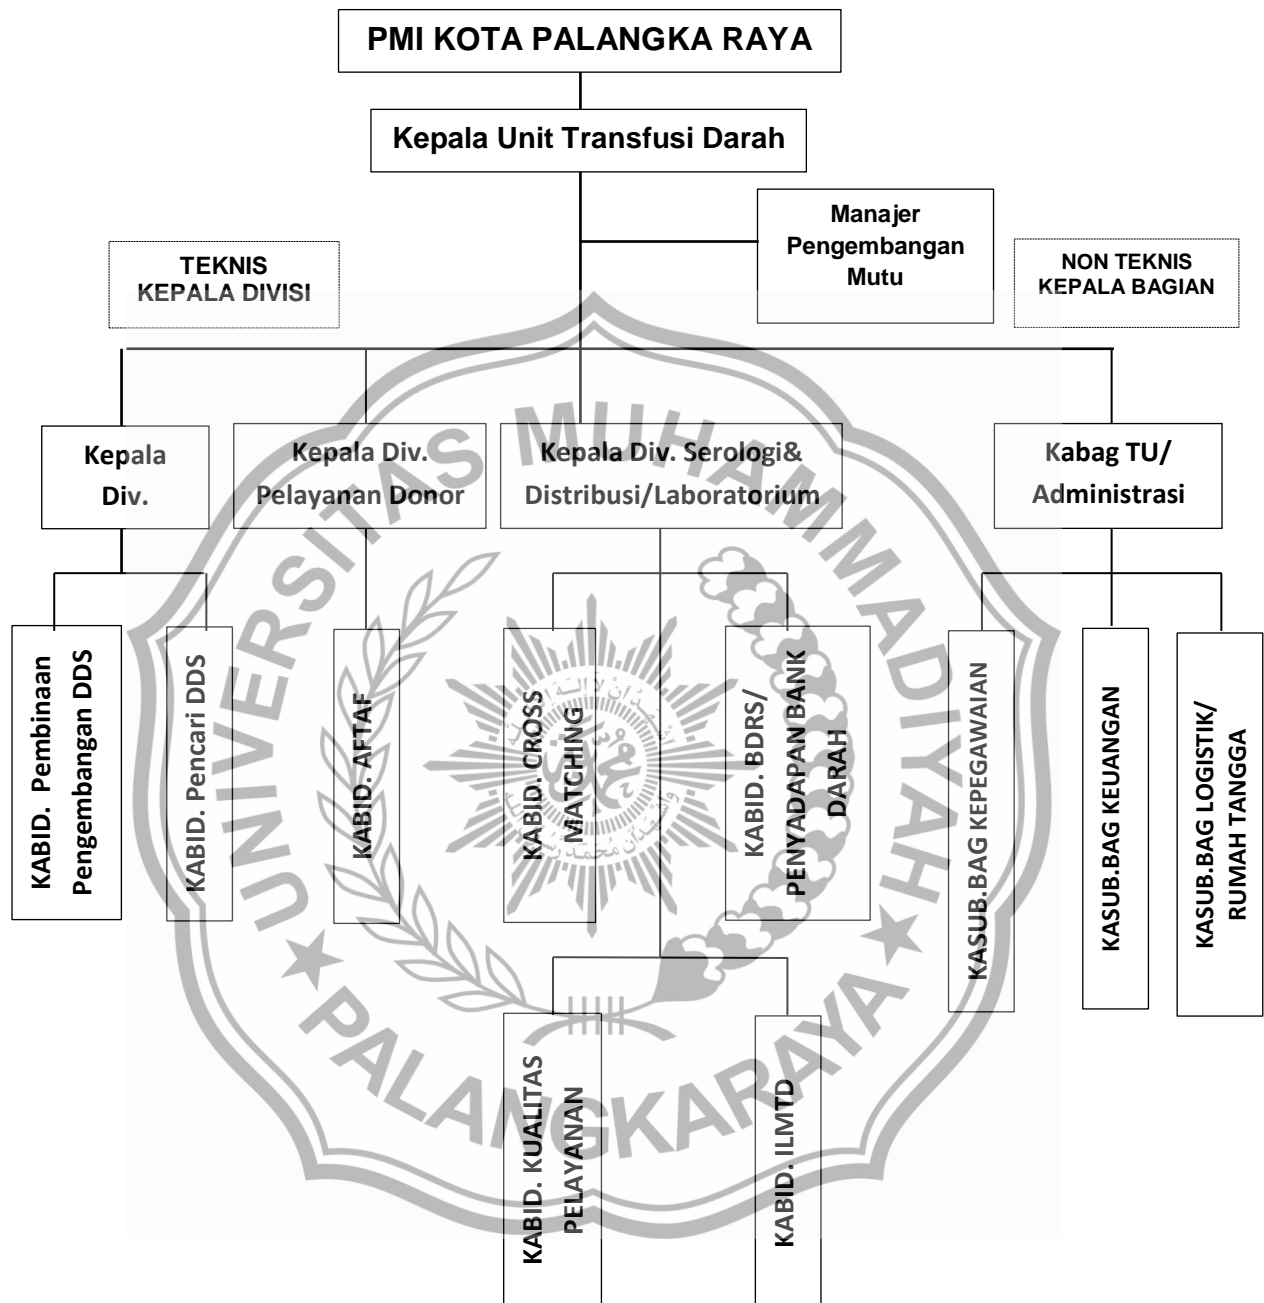 PMI KOTA PALANGKA RAYA
Kepala Unit Transfusi Darah
Manajer
Pengembangan
Mutu
TEKNIS
KEPALA DIVISI
NON TEKNIS
KEPALA BAGIAN
Kepala
Div.
Kepala Div.
Pelayanan Donor
Kepala Div. Serologi&
Distribusi/Laboratorium
Kabag TU/
Administrasi
KABID. Pembinaan
Pengembangan DDS
KABID. Pencari DDS
KABID. AFTAF
KABID. CROSS
MATCHING
KABID. BDRS/
PENYADAPAN BANK
DARAH
KASUB.BAG KEPEGAWAIAN
KASUB.BAG KEUANGAN
KASUB.BAG LOGISTIK/
RUMAH TANGGA
KABID. KUALITAS
PELAYANAN
KABID. ILMTD
UNIVERSITAS MUHAMMADIYAH
PALANGKARAYA